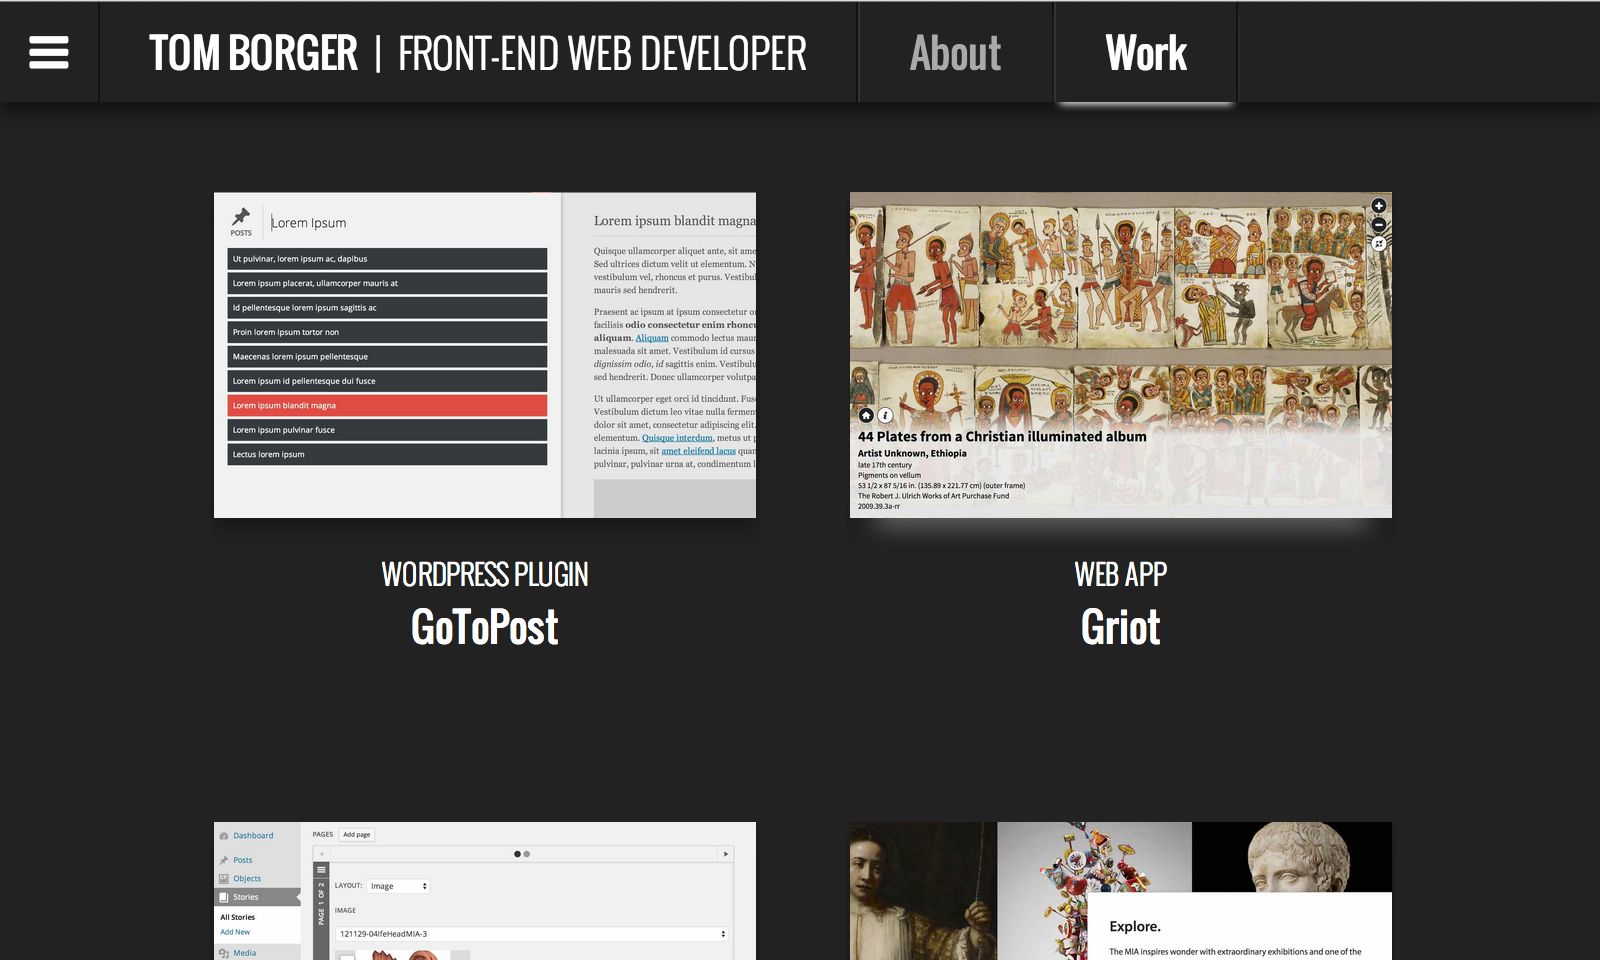 TOM BORGER | FRONT-END WEB DEVELOPER
About
Work
POSTS
Lorem Ipsum
Ut pulvinar, lorem ipsum ac, dapibus
Lorem ipsum placerat, ullamcorper mauris at
Id pellentesque lorem ipsum sagittis ac
Proin lorem ipsum tortor non
Maecenas lorem ipsum pellentesque
Lorem ipsum id pellentesque dui fusce
Lorem ipsum blandit magna
Lorem ipsum pulvinar fusce
Lectus lorem ipsum
Lorem ipsum blandit magna
Quisque ullamcorper aliquet ante, sit ame
Sed ultrices dictum velit ut elementum. N
vestibulum vel, rhoncus et purus. Vestibul
mauris sed hendrerit.
Praesent ac ipsum at ipsum consectetur or
facilisis odio consectetur enim rhoncu
aliquam. Aliquam commodo lectus maur
malesuada sit amet. Vestibulum id cursus
dignissim odio, id sagittis enim. Vestibulu
sed hendrerit. Donec ullamcorper volutpa
Ut ullamcorper eget orci id tincidunt. Fusc
Vestibulum dictum leo vitae nulla fermen
dolor sit amet, consectetur adipiscing elit.
elementum. Quisque interdum, metus ut p
lacinia ipsum, sit amet eleifend lacus quam
pulvinar, pulvinar urna at, condimentum l
44 Plates from a Christian illuminated album
Artist Unknown, Ethiopia
late 17th century
Pigments on vellum
53 1/2 x 87 5/16 in. (135.89 x 221.77 cm) (outer frame)
The Robert J. Ulrich Works of Art Purchase Fund
2009.39.3a-rr
WORDPRESS PLUGIN
GoToPost
WEB APP
Griot
Dashboard
Posts
Objects
Stories
All Stories
Add New
Media
PAGES
Add page
PAGE 1 OF 2
LAYOUT:
Image
IMAGE
121129-04IfeHeadMIA-3
Explore.
The MIA inspires wonder with extraordinary exhibitions and one of the